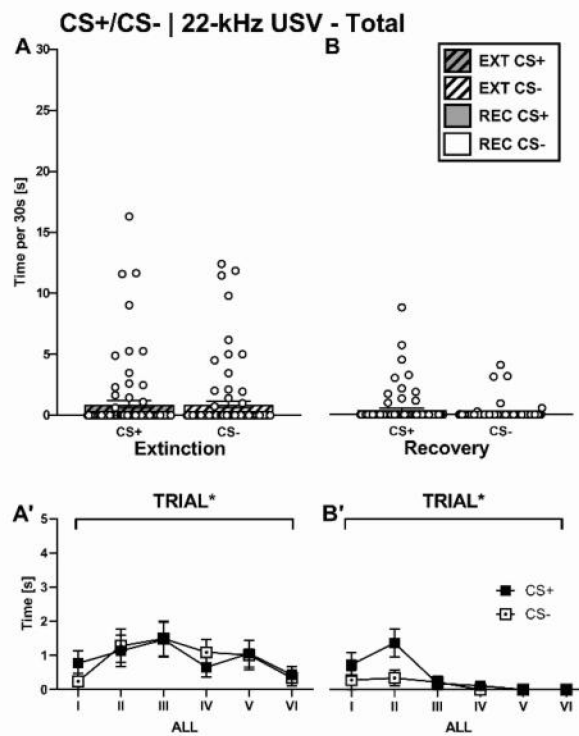 CS+/CS- | 22-kHz USV - Total
A
B
EXT CS+
EXT CS-
REC CS+
REC CS-
Time per 30s [s]
30
25
20
15
10
5
0
CS+
CS-
Extinction
CS+
CS-
Recovery
A'
TRIAL*
B'
TRIAL*
Time [s]
5
4
3
2
1
0
CS+
CS-
I
II
III
IV
V
VI
ALL
I
II
III
IV
V
VI
ALL